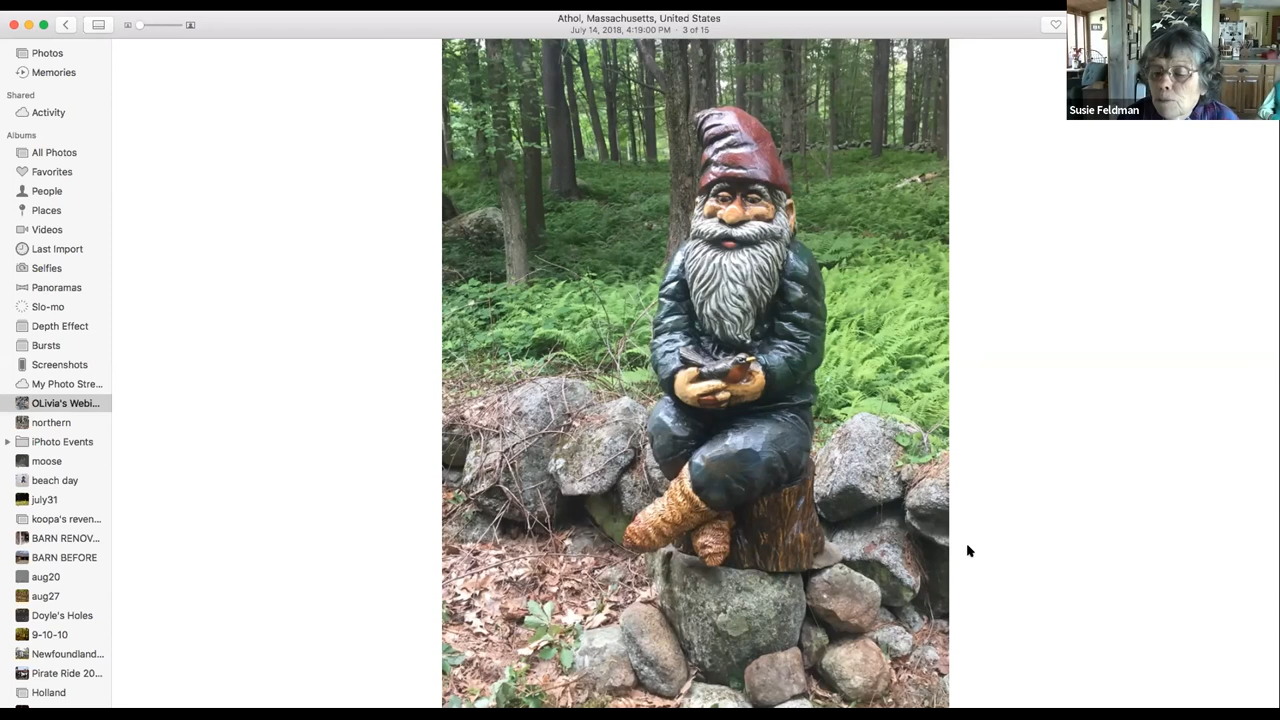 Athol, Massachusetts, United States
July 14, 2018, 4:19:00 PM · 3 of 15
Susie Feldman
Photos
Memories
Shared
Activity
Albums
All Photos
Favorites
People
Places
Videos
Last Import
Selfies
Panoramas
Slo-mo
Depth Effect
Bursts
Screenshots
My Photo Stre...
OLivia's Webi...
northern
iPhoto Events
moose
beach day
july31
koopa's reven...
BARN RENOV...
BARN BEFORE
aug20
aug27
Doyle's Holes
9-10-10
Newfoundland...
Pirate Ride 20...
Holland